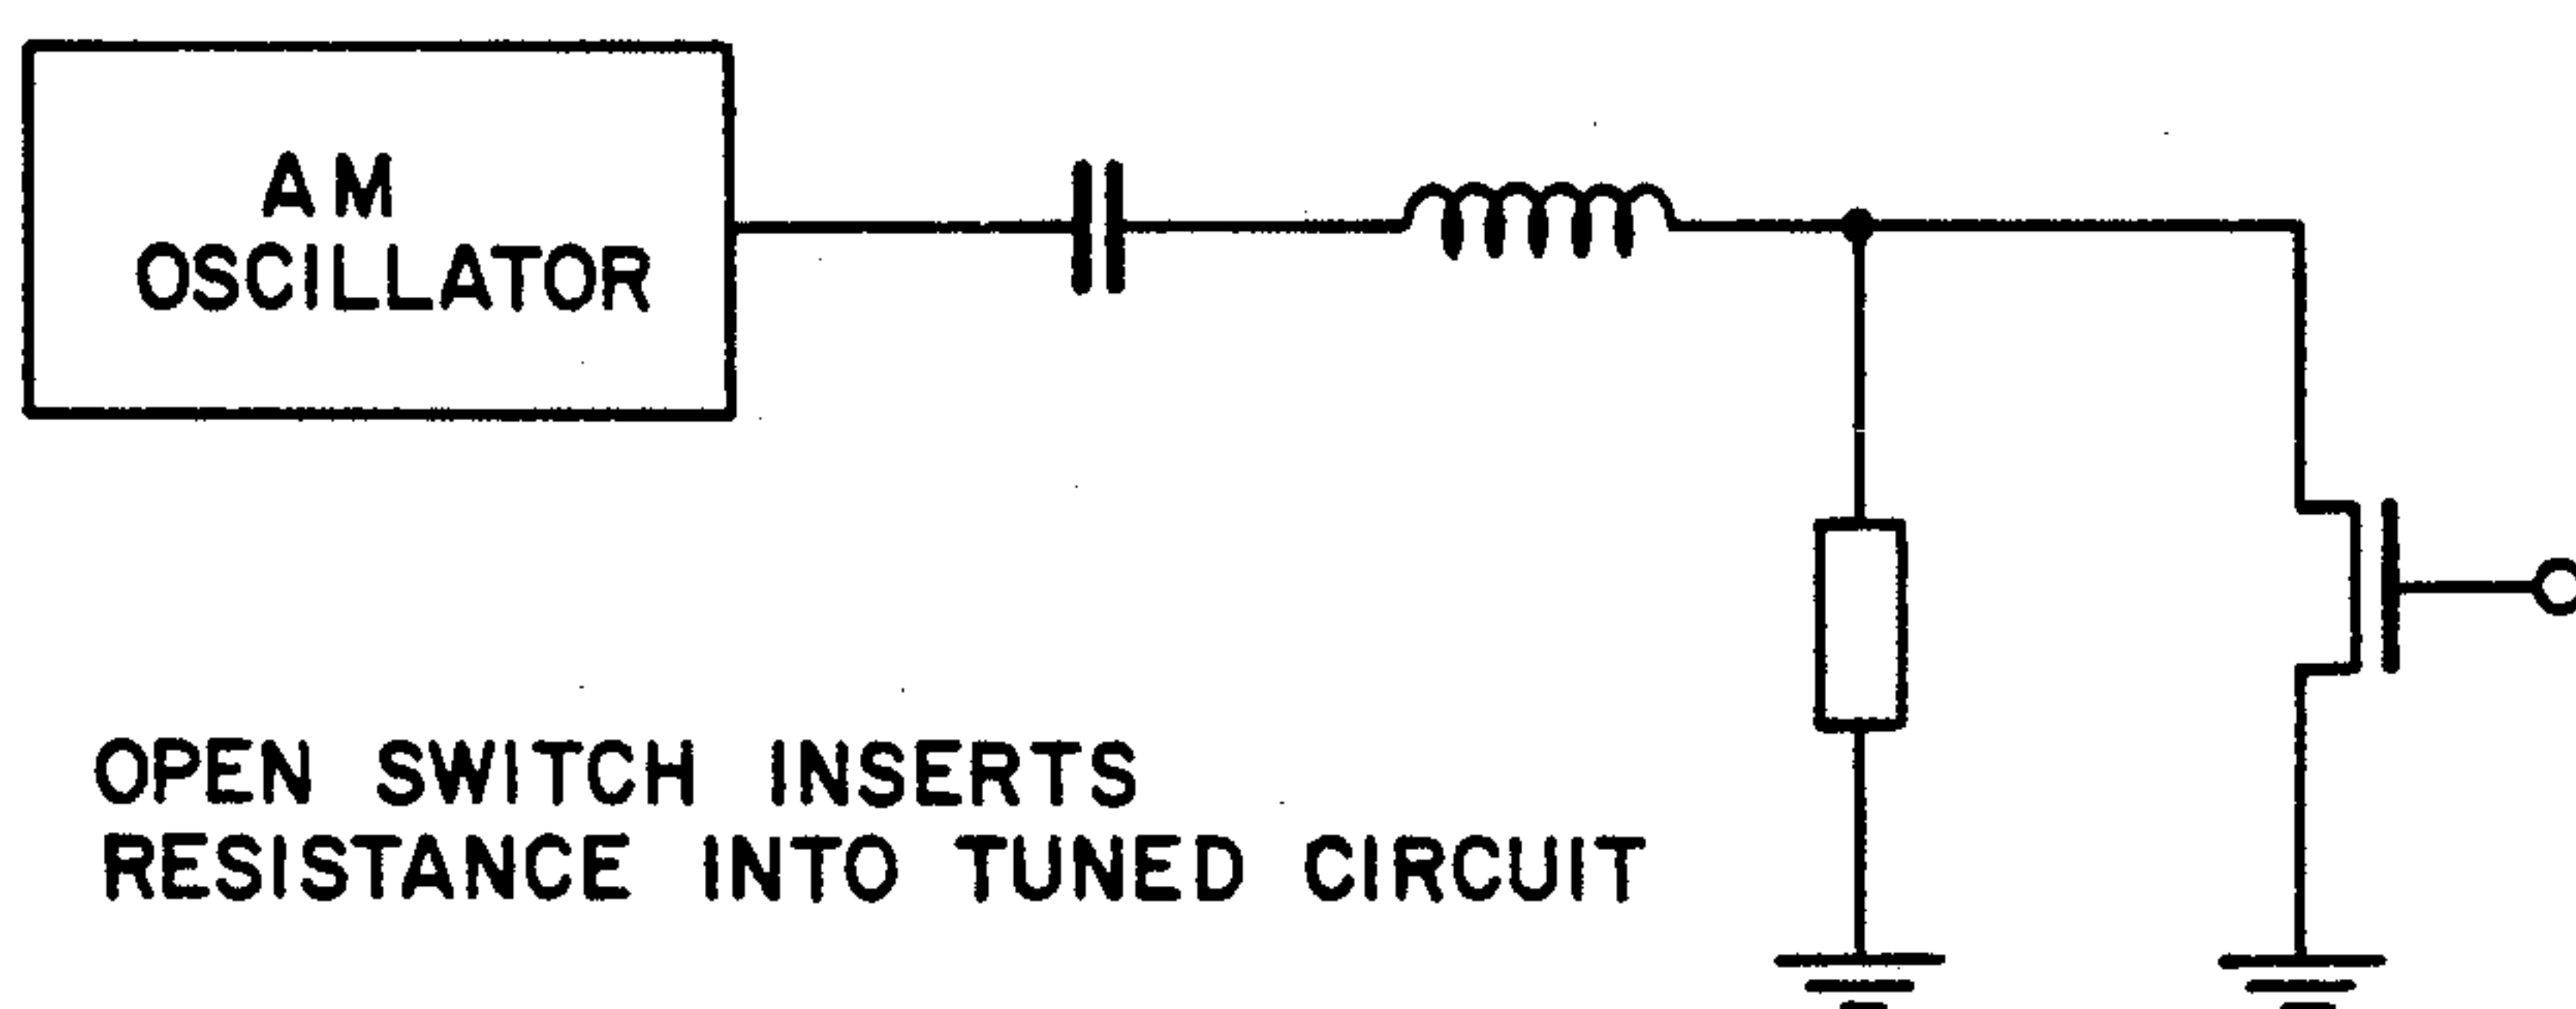 AM
OSCILLATOR
OPEN SWITCH INSERTS
RESISTANCE INTO TUNED CIRCUIT